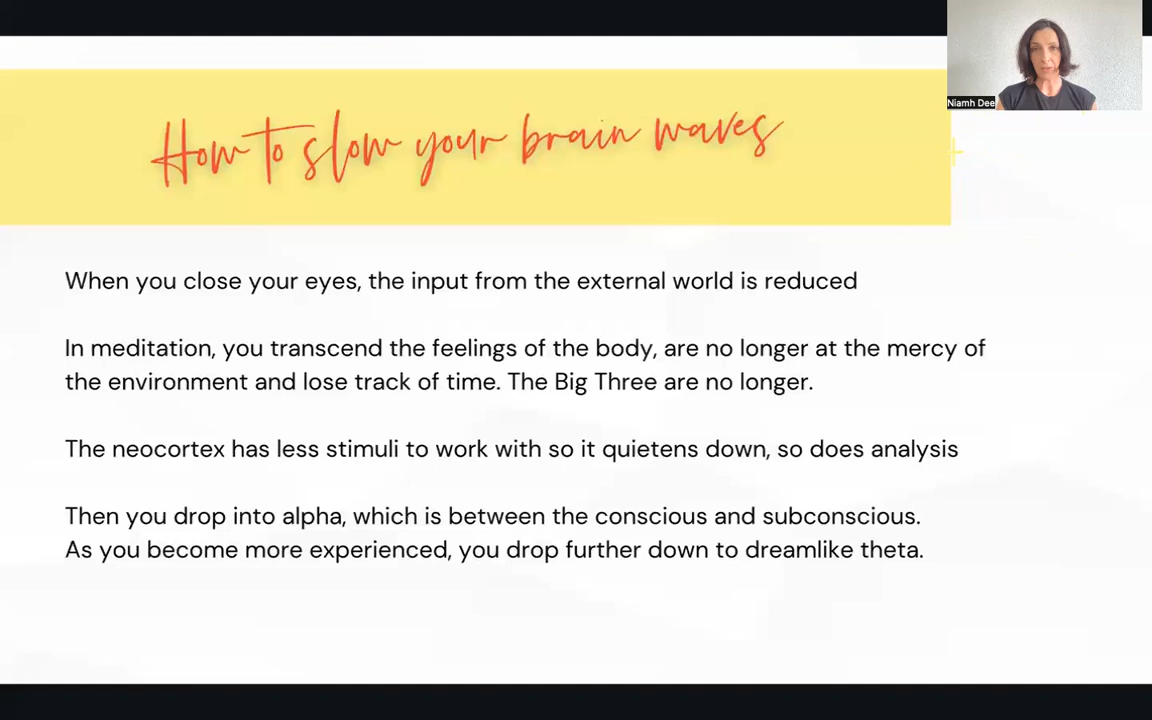 How to slow your brain waves
Niamh Dee
When you close your eyes, the input from the external world is reduced
In meditation, you transcend the feelings of the body, are no longer at the mercy of
the environment and lose track of time. The Big Three are no longer.
The neocortex has less stimuli to work with so it quietens down, so does analysis
Then you drop into alpha, which is between the conscious and subconscious.
As you become more experienced, you drop further down to dreamlike theta.